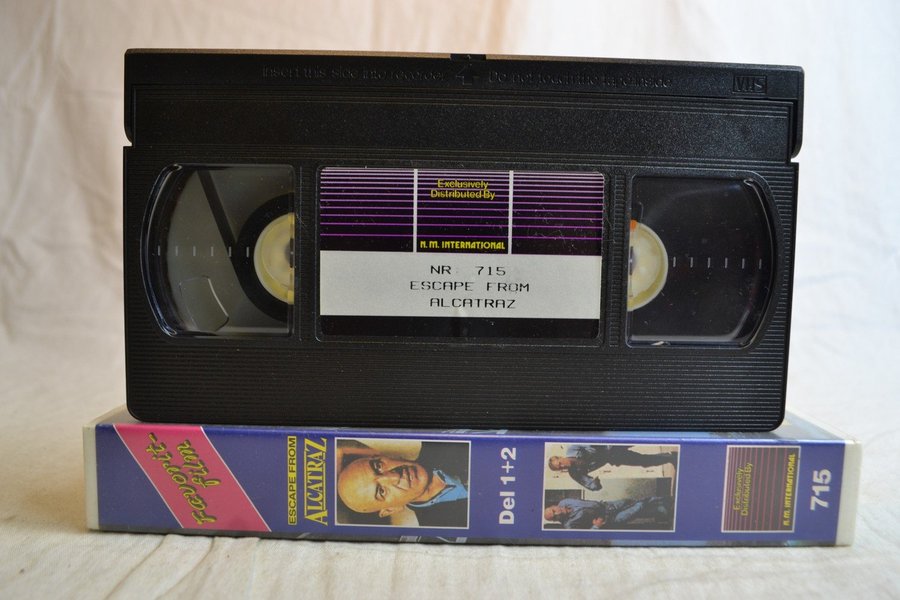 Insert this side into recorder Do not touch the tape inside
VHS
Exclusively
Distributed By
N.M. INTERNATIONAL
NR 715
ESCAPE FROM
ALCATRAZ
Favorit-
film
ESCAPE FROM
ALCATRAZ
Del 1+2
Exclusively
Distributed By
N.M. INTERNATIONAL
715